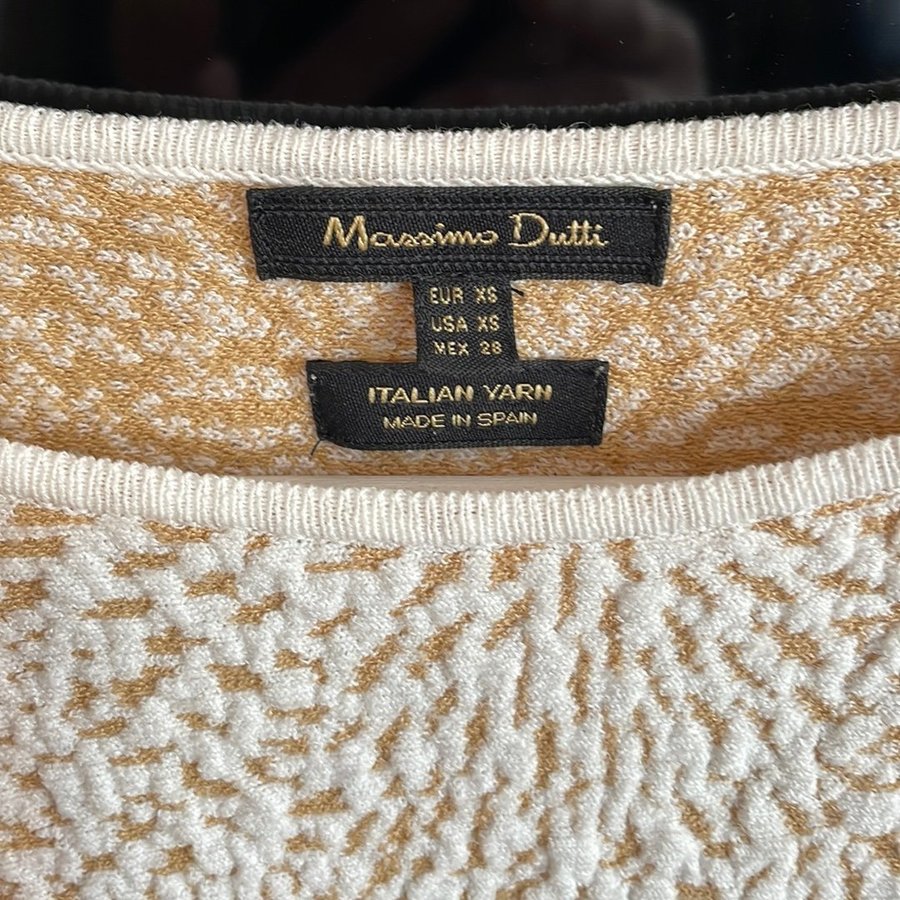 Massimo Dutti
EUR XS
USA XS
MEX 28
ITALIAN YARN
MADE IN SPAIN